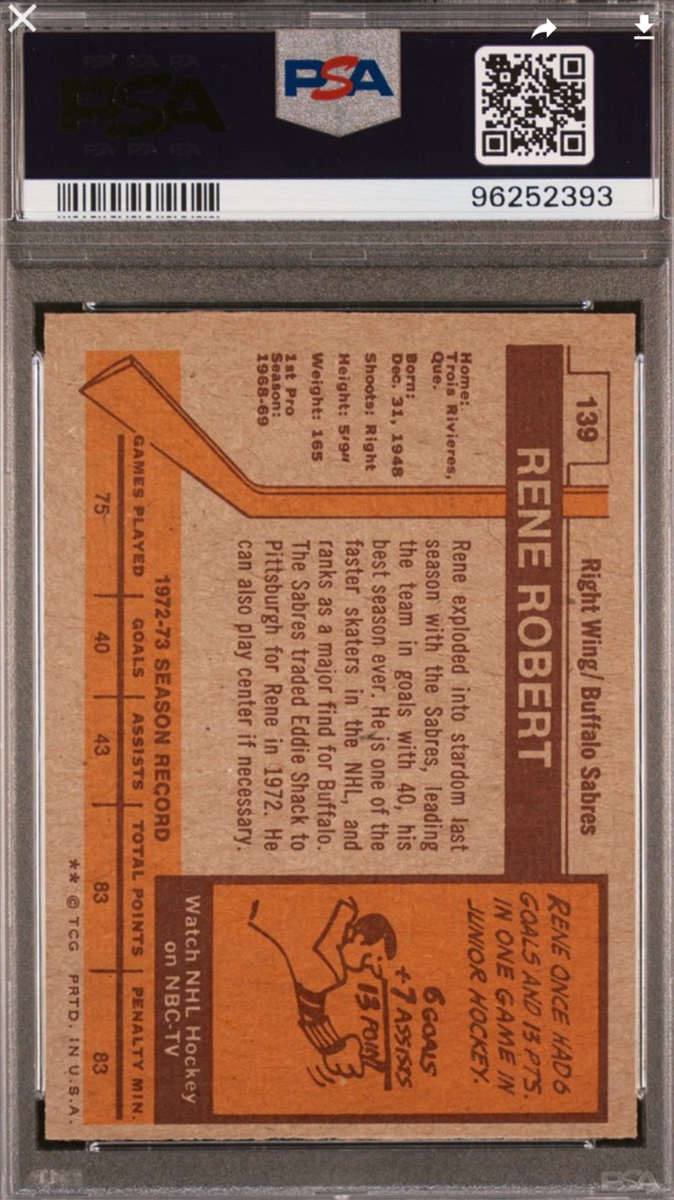 PSA
PSA
96252393
139
Right Wing/ Buffalo Sabres
RENE ROBERT
Home:
Trois Rivieres,
Que.
Born:
Dec. 31, 1948
Shoots: Right
Height: 5'9"
Weight: 165
1st Pro
Season:
1968-69
Rene exploded into stardom last
season with the Sabres, leading
the team in goals with 40, his
best season ever. He is one of the
faster skaters in the NHL, and
ranks as a major find for Buffalo.
The Sabres traded Eddie Shack to
Pittsburgh for Rene in 1972. He
can also play center if necessary.
RENE ONCE HAD 6
GOALS AND 13 PTS.
IN ONE GAME IN
JUNIOR HOCKEY.
6 GOALS
+7 ASSISTS
13 POINT
Watch NHL Hockey
on NBC-TV
1972-73 SEASON RECORD
GAMES PLAYED GOALS ASSISTS TOTAL POINTS PENALTY MIN.
75 40 43 83 83
** © TCG PRTD. IN U.S.A.
PSA